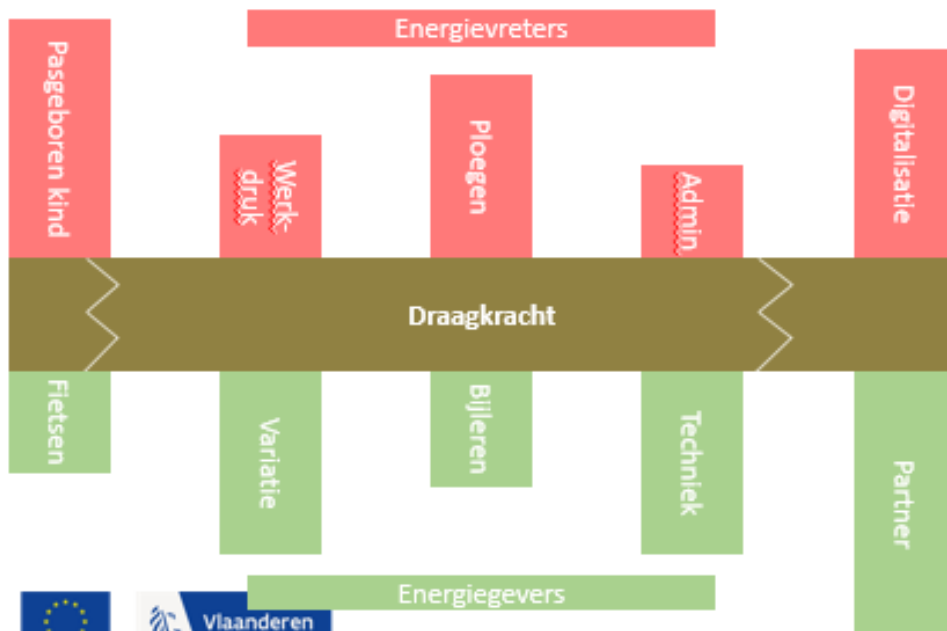 Energievreters
Pasgeboren kind
Werk-
druk
Ploegen
Admin
Digitalisatie
Draagkracht
Fietsen
Variatie
Bijleren
Techniek
Partner
Energiegevers
Vlaanderen